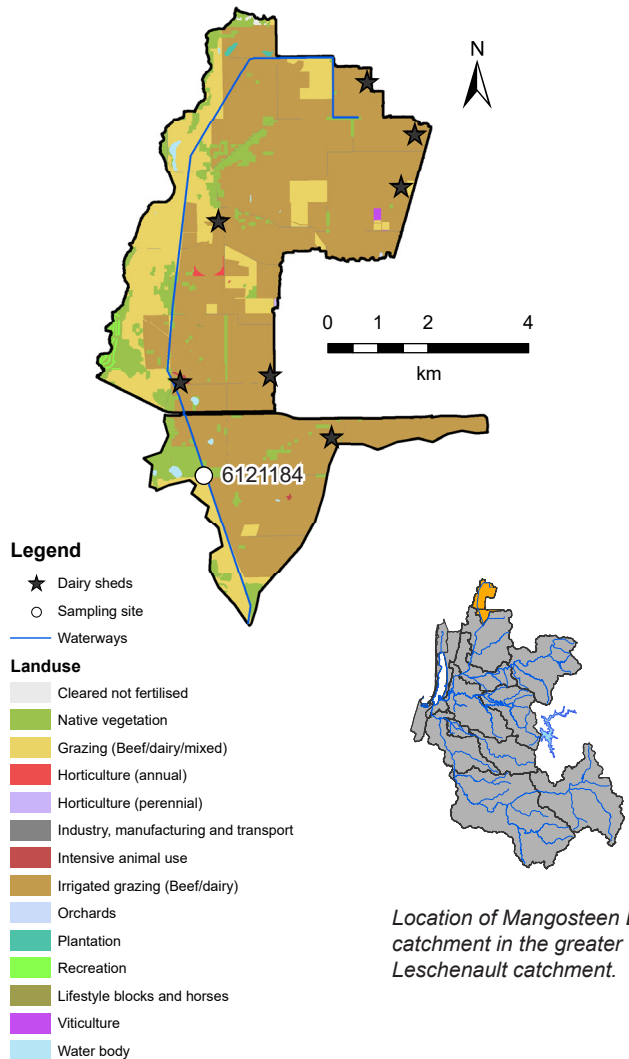 N
0 1 2 4
km
6121184
Legend
Dairy sheds
Sampling site
Waterways
Landuse
Cleared not fertilised
Native vegetation
Grazing (Beef/dairy/mixed)
Horticulture (annual)
Horticulture (perennial)
Industry, manufacturing and transport
Intensive animal use
Irrigated grazing (Beef/dairy)
Orchards
Plantation
Recreation
Lifestyle blocks and horses
Viticulture
Water body
Location of Mangosteen
catchment in the greater
Leschenault catchment.